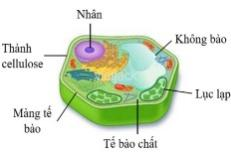 Nhân
Thành
cellulose
Không bào
Lục lạp
Màng tế
bào
Tế bào chất